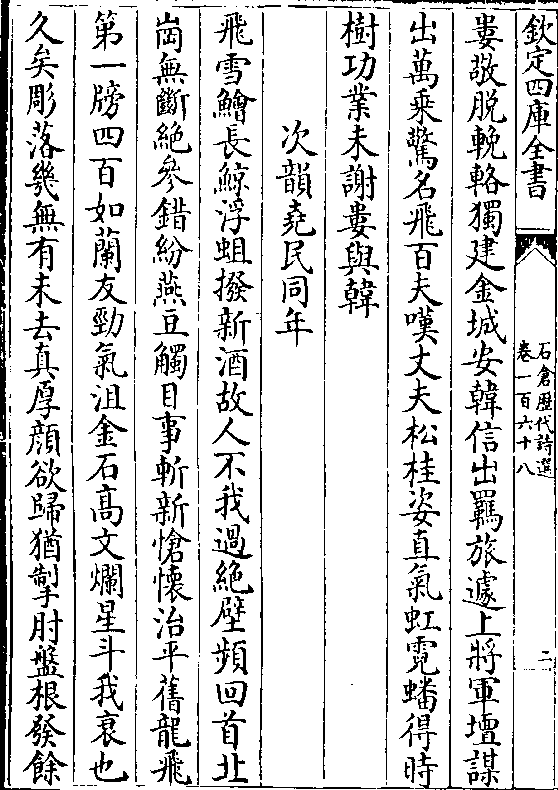 欽定四庫全書
石倉歷代詩選
卷一百六十八
二
婁敬脫輓輅獨建金城安韓信出羈旅遽上將軍壇謀
出萬乘驚名飛百夫嘆丈夫松桂姿直氣虹霓蟠得時
樹功業未謝婁與韓
次韻堯民同年
飛雪鱠長鯨浮蛆撥新酒故人不我過絶壁頻回首北
崗無斷絶參錯紛燕豆觸目事斬新愴懷治平舊龍飛
第一牓四百如蘭友勁氣沮金石高文爛星斗我衰也
久矣彫落幾無有未去真厚顔欲歸猶掣肘盤根發餘